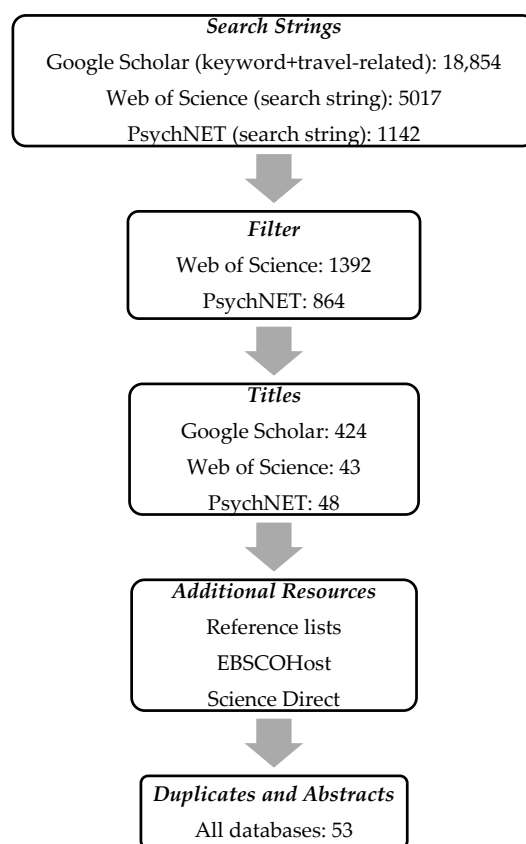 Search Strings
Google Scholar (keyword+travel-related): 18,854
Web of Science (search string): 5017
PsychNET (search string): 1142
Filter
Web of Science: 1392
PsychNET: 864
Titles
Google Scholar: 424
Web of Science: 43
PsychNET: 48
Additional Resources
Reference lists
EBSCOHost
Science Direct
Duplicates and Abstracts
All databases: 53